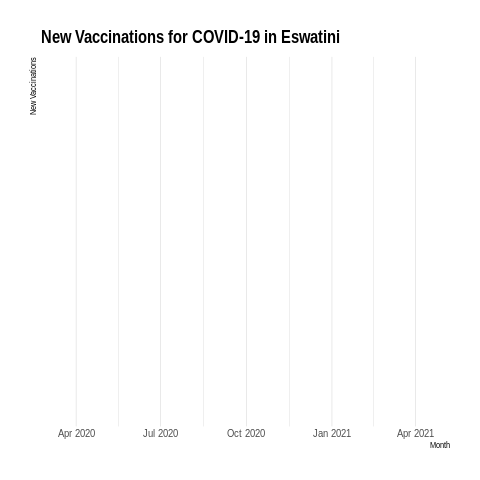 New Vaccinations for COVID-19 in Eswatini
New Vaccinations
Apr 2020 Jul 2020 Oct 2020 Jan 2021 Apr 2021
Month